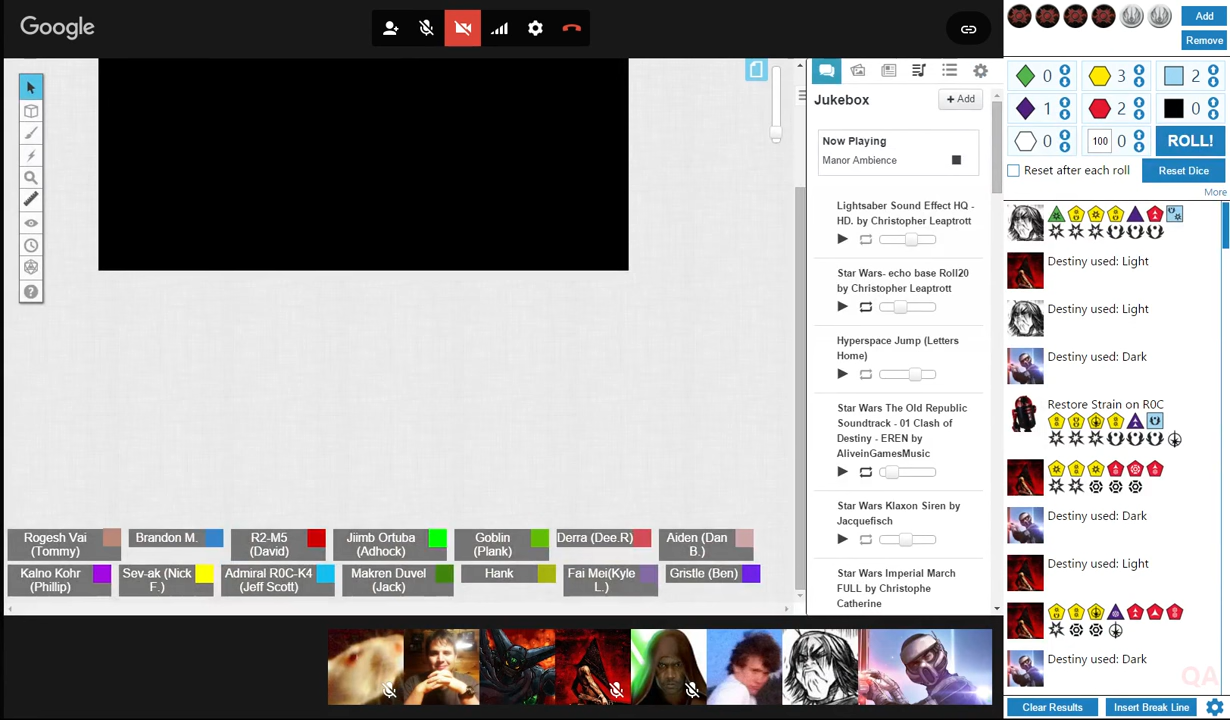 Google
Add
Remove
0
3
2
1
2
0
0
100
0
ROLL!
Reset after each roll
Reset Dice
More
Jukebox
+ Add
Now Playing
Manor Ambience
Lightsaber Sound Effect HQ -
HD. by Christopher Leaptrott
Star Wars- echo base Roll20
by Christopher Leaptrott
Hyperspace Jump (Letters
Home)
Star Wars The Old Republic
Soundtrack - 01 Clash of
Destiny - EREN by
AliveinGamesMusic
Star Wars Klaxon Siren by
Jacquefisch
Star Wars Imperial March
FULL by Christophe
Catherine
Destiny used: Light
Destiny used: Light
Destiny used: Dark
Restore Strain on R0C
Destiny used: Dark
Destiny used: Light
Destiny used: Dark
Rogesh Vai
(Tommy)
Brandon M.
R2-M5
(David)
Jiimb Ortuba
(Adhock)
Goblin
(Plank)
Derra (Dee.R)
Aiden (Dan
B.)
Kalno Kohr
(Phillip)
Sev-ak (Nick
F.)
Admiral R0C-K4
(Jeff Scott)
Makren Duvel
(Jack)
Hank
Fai Mei(Kyle
L.)
Gristle (Ben)
QA
Clear Results
Insert Break Line